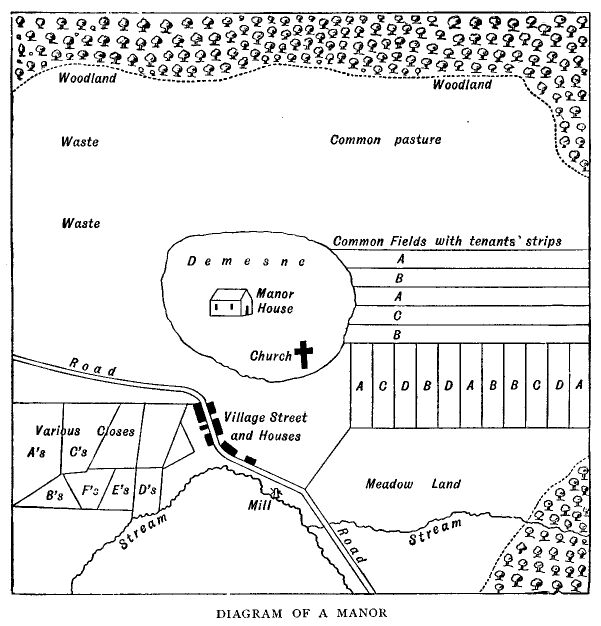 Woodland
Woodland
Waste
Common pasture
Waste
Common Fields with tenants' strips
A
B
A
C
B
Demesne
Manor
House
Church
A C D B D A B B C D A
Road
Village Street
and Houses
Various Closes
A's C's
B's F's E's D's
Meadow Land
Mill
Stream
Road
Stream
DIAGRAM OF A MANOR